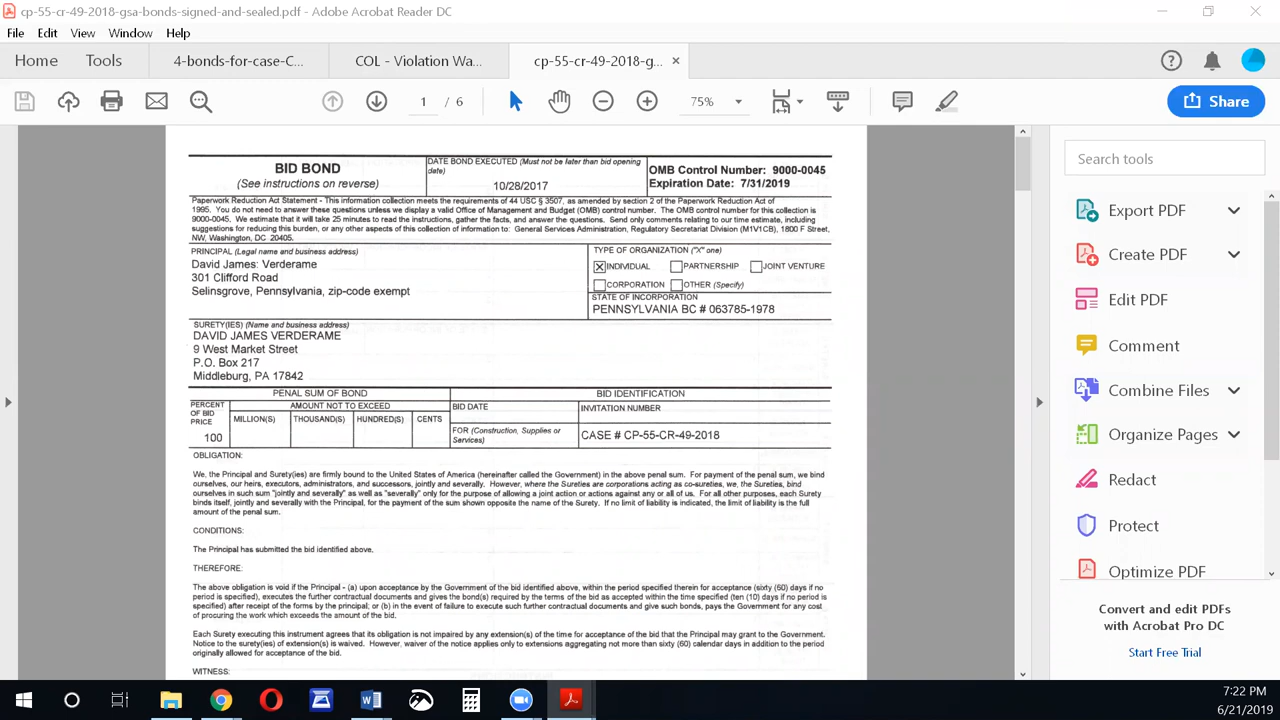 cp-55-cr-49-2018-gsa-bonds-signed-and-sealed.pdf - Adobe Acrobat Reader DC
File Edit View Window Help
Home Tools 4-bonds-for-case-C... COL - Violation Wa... cp-55-cr-49-2018-g...
1 / 6 75% Share
BID BOND
(See instructions on reverse)
DATE BOND EXECUTED (Must not be later than bid opening
date)
10/28/2017
OMB Control Number: 9000-0045
Expiration Date: 7/31/2019
Paperwork Reduction Act Statement - This information collection meets the requirements of 44 USC § 3507, as amended by section 2 of the Paperwork Reduction Act of
1995. You do not need to answer these questions unless we display a valid Office of Management and Budget (OMB) control number. The OMB control number for this collection is
9000-0045. We estimate that it will take 25 minutes to read the instructions, gather the facts, and answer the questions. Send only comments relating to our time estimate, including
suggestions for reducing this burden, or any other aspects of this collection of information to: General Services Administration, Regulatory Secretariat Division (M1V1CB), 1800 F Street,
NW, Washington, DC 20405.
PRINCIPAL (Legal name and business address)
David James: Verderame
301 Clifford Road
Selinsgrove, Pennsylvania, zip-code exempt
TYPE OF ORGANIZATION ("X" one)
INDIVIDUAL PARTNERSHIP JOINT VENTURE
CORPORATION OTHER (Specify)
STATE OF INCORPORATION
PENNSYLVANIA BC # 063785-1978
SURETY(IES) (Name and business address)
DAVID JAMES VERDERAME
9 West Market Street
P.O. Box 217
Middleburg, PA 17842
PENAL SUM OF BOND
BID IDENTIFICATION
PERCENT
OF BID
PRICE
100
AMOUNT NOT TO EXCEED
MILLION(S) THOUSAND(S) HUNDRED(S) CENTS
BID DATE
INVITATION NUMBER
FOR (Construction, Supplies or
Services)
CASE # CP-55-CR-49-2018
OBLIGATION:
We, the Principal and Surety(ies) are firmly bound to the United States of America (hereinafter called the Government) in the above penal sum. For payment of the penal sum, we bind
ourselves, our heirs, executors, administrators, and successors, jointly and severally. However, where the Sureties are corporations acting as co-sureties, we, the Sureties, bind
ourselves in such sum "jointly and severally" as well as "severally" only for the purpose of allowing a joint action or actions against any or all of us. For all other purposes, each Surety
binds itself, jointly and severally with the Principal, for the payment of the sum shown opposite the name of the Surety. If no limit of liability is indicated, the limit of liability is the full
amount of the penal sum.
CONDITIONS:
The Principal has submitted the bid identified above.
THEREFORE:
The above obligation is void if the Principal - (a) upon acceptance by the Government of the bid identified above, within the period specified therein for acceptance (sixty (60) days if no
period is specified), executes the further contractual documents and gives the bond(s) required by the terms of the bid as accepted within the time specified (ten (10) days if no period is
specified) after receipt of the forms by the principal; or (b) in the event of failure to execute such further contractual documents and give such bonds, pays the Government for any cost
of procuring the work which exceeds the amount of the bid.
Each Surety executing this instrument agrees that its obligation is not impaired by any extension(s) of the time for acceptance of the bid that the Principal may grant to the Government.
Notice to the surety(ies) of extension(s) is waived. However, waiver of the notice applies only to extensions aggregating not more than sixty (60) calendar days in addition to the period
originally allowed for acceptance of the bid.
WITNESS:
Search tools
Export PDF
Create PDF
Edit PDF
Comment
Combine Files
Organize Pages
Redact
Protect
Optimize PDF
Convert and edit PDFs
with Acrobat Pro DC
Start Free Trial
7:22 PM
6/21/2019